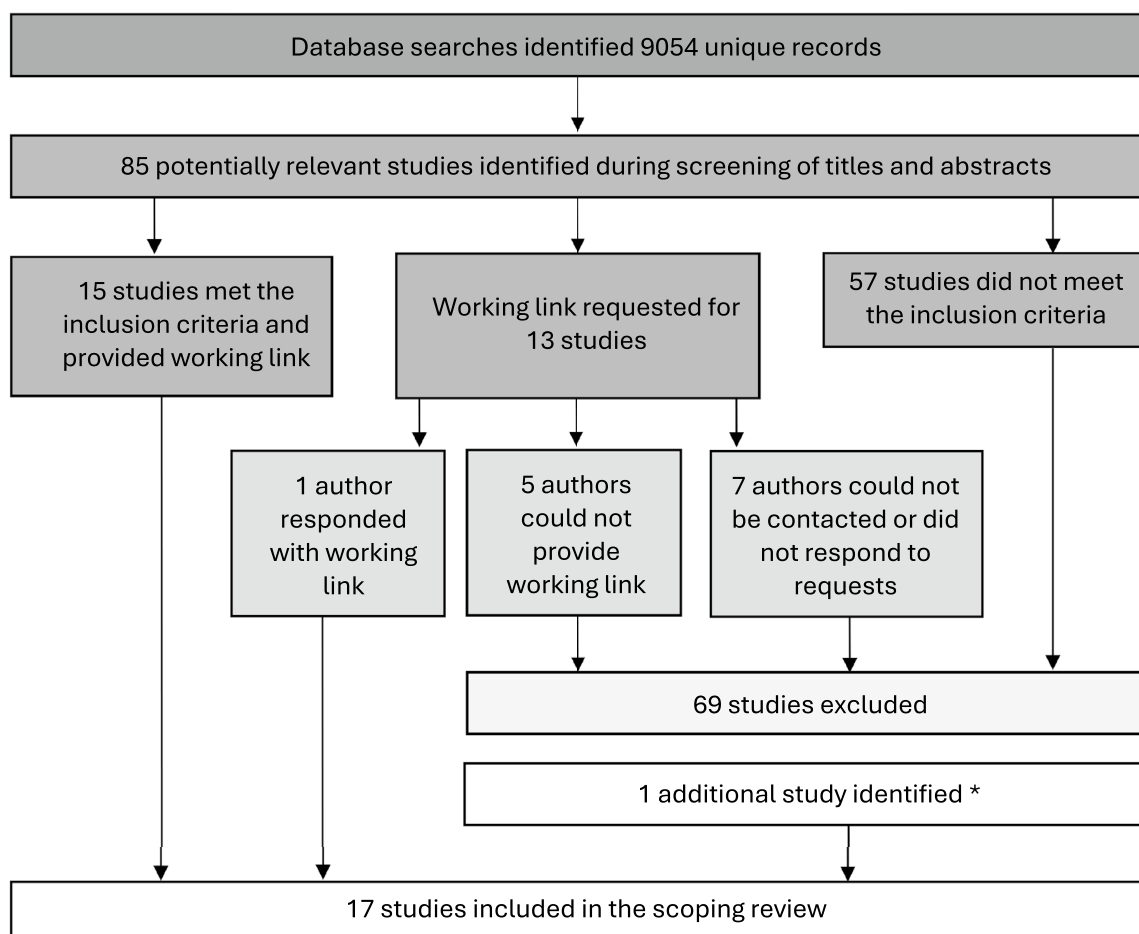 Database searches identified 9054 unique records
85 potentially relevant studies identified during screening of titles and abstracts
15 studies met the
inclusion criteria and
provided working link
Working link requested for
13 studies
57 studies did not meet
the inclusion criteria
1 author
responded
with working
link
5 authors
could not
provide
working link
7 authors could not
be contacted or did
not respond to
requests
69 studies excluded
1 additional study identified *
17 studies included in the scoping review